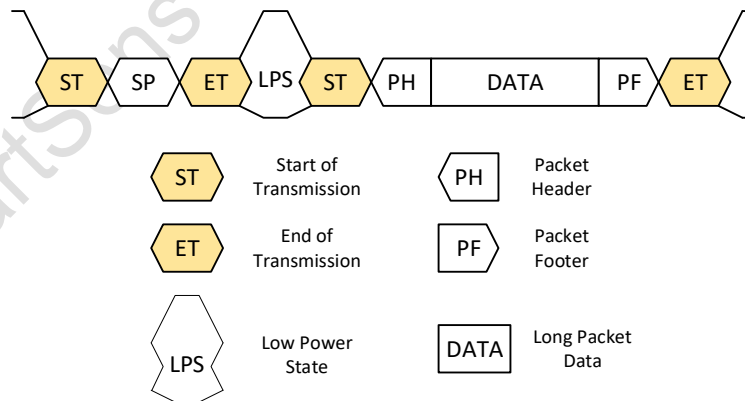 ST SP ET LPS ST PH DATA PF ET
ST Start of
Transmission
PH Packet
Header
ET End of
Transmission
PF Packet
Footer
LPS Low Power
State
DATA Long Packet
Data